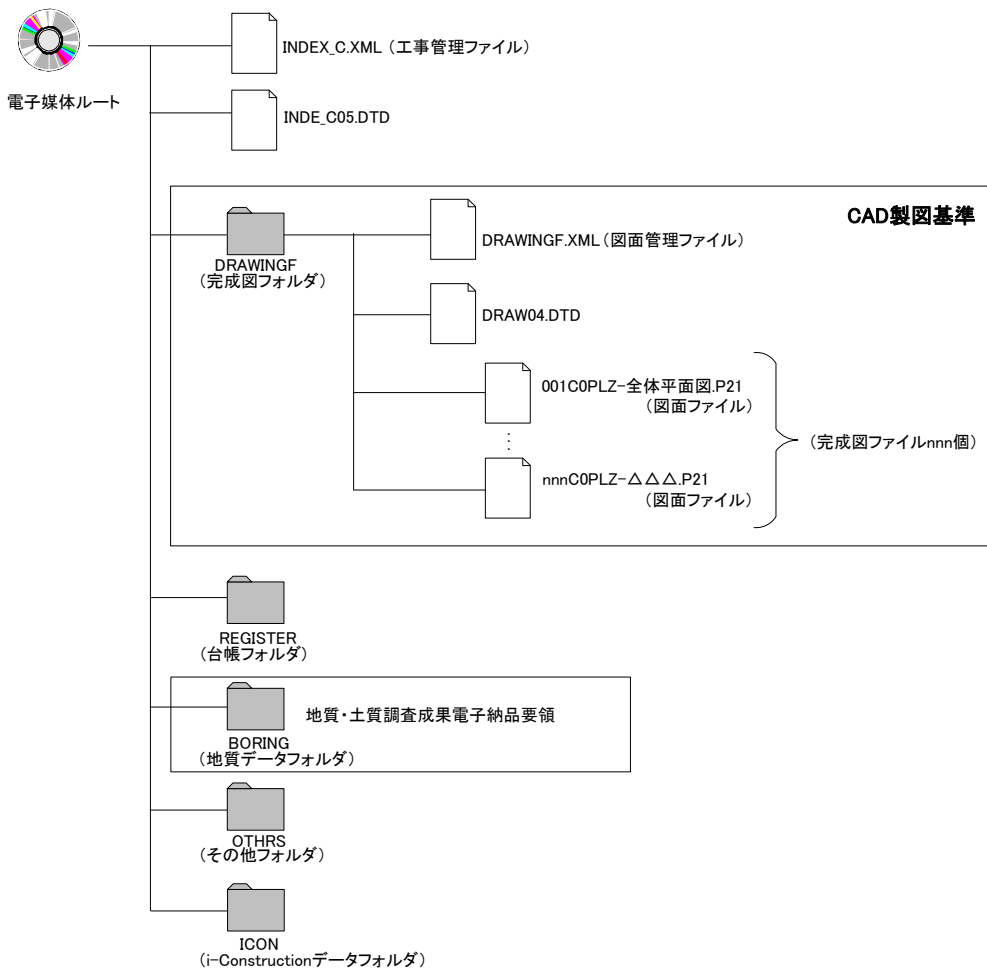 電子媒体ルート
INDEX_C.XML（工事管理ファイル）
INDE_C05.DTD
CAD製図基準
DRAWINGF
（完成図フォルダ）
DRAWINGF.XML（図面管理ファイル）
DRAW04.DTD
001C0PLZ-全体平面図.P21
（図面ファイル）
（完成図ファイルnnn個）
nnnC0PLZ-△△△.P21
（図面ファイル）
REGISTER
（台帳フォルダ）
地質・土質調査成果電子納品要領
BORING
（地質データフォルダ）
OTHRS
（その他フォルダ）
ICON
（i-Constructionデータフォルダ）